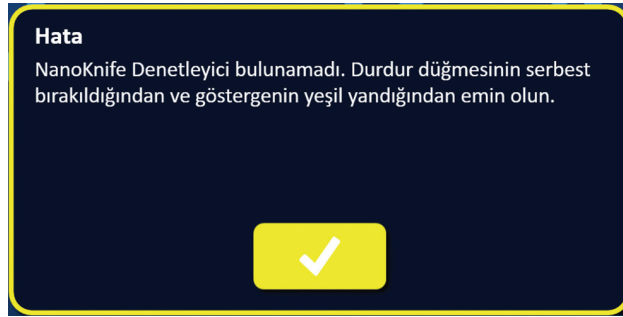 Hata
NanoKnife Denetleyici bulunamadı. Durdur düğmesinin serbest
bırakıldığından ve göstergenin yeşil yandığından emin olun.